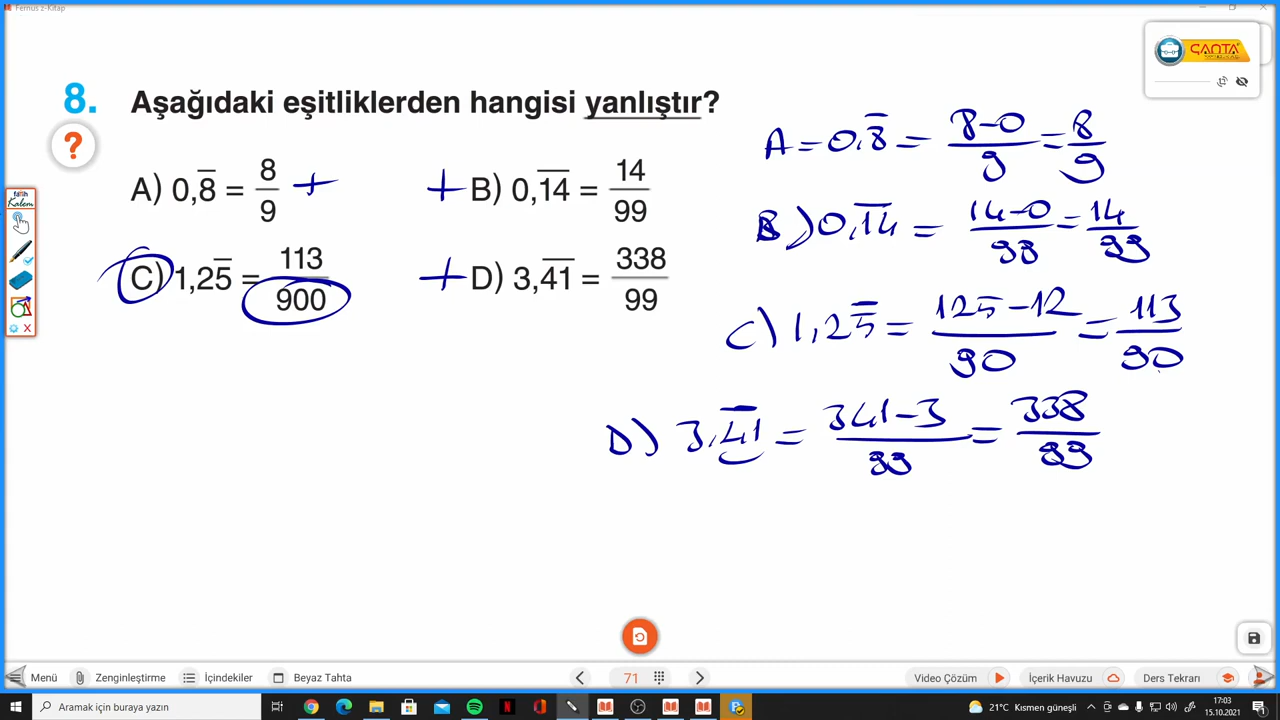 Fernus z-Kitap
ÇANTA
8. Aşağıdaki eşitliklerden hangisi yanlıştır?
?
A) 0,8̅ = 8/9 +
+ B) 0,1̅4̅ = 14/99
C) 1,25̅ = 113/900
+ D) 3,4̅1̅ = 338/99
A = 0,8̅ = 8-0/9 = 8/9
B) 0,1̅4̅ = 14-0/99 = 14/99
C) 1,25̅ = 125-12/90 = 113/90
D) 3,4̅1̅ = 341-3/99 = 338/99
fatih
Kalem
Menü
Zenginleştirme
İçindekiler
Beyaz Tahta
71
Video Çözüm
İçerik Havuzu
Ders Tekrarı
Aramak için buraya yazın
21°C Kısmen güneşli
17:03
15.10.2021